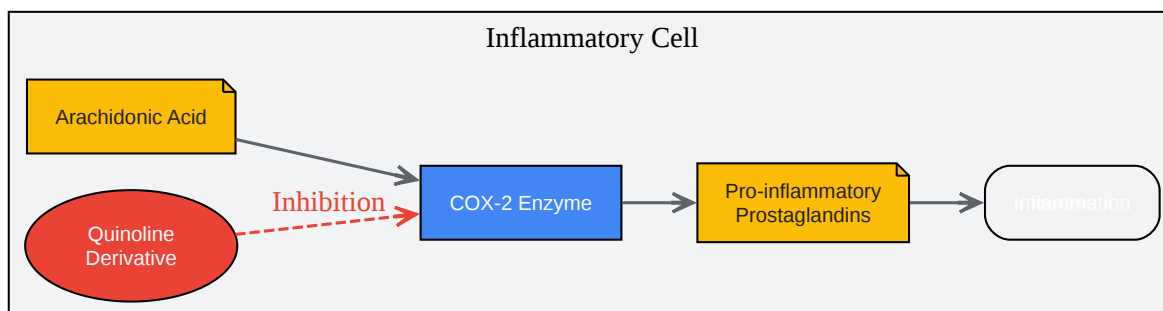 Inflammatory Cell
Arachidonic Acid
Inhibition
Quinoline
Derivative
COX-2 Enzyme
Pro-inflammatory
Prostaglandins
Inflammation